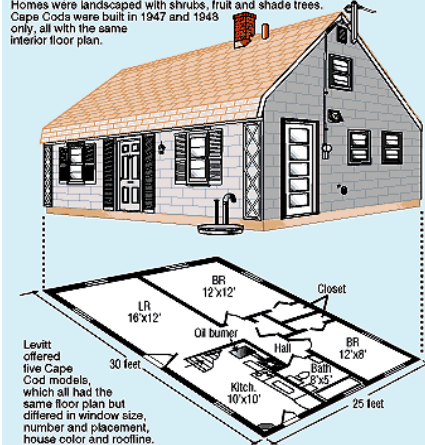 Homes were landscaped with shrubs, fruit and shade trees.
Cape Cods were built in 1947 and 1948
only, all with the same
interior floor plan.
BR
12'x12'
Closet
LR
16'x12'
Oil burner
Hall
BR
12'x8'
Bath
8'x5'
Kitch.
10'x10'
30 feet
25 feet
Levitt
offered
five Cape
Cod models,
which all had the
same floor plan but
differed in window size,
number and placement,
house color and roofline.